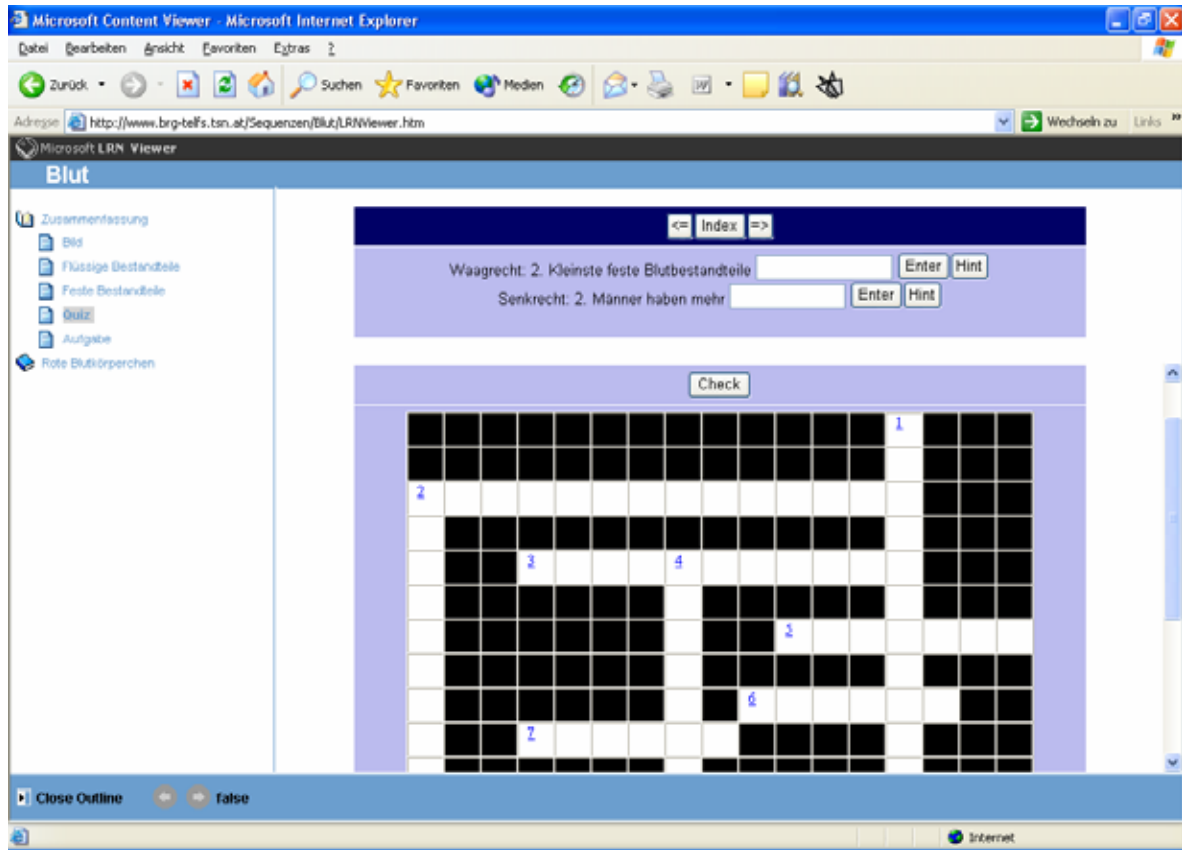 Microsoft Content Viewer - Microsoft Internet Explorer
Datei Bearbeiten Ansicht Favoriten Extras ?
Zurück Suchen Favoriten Medien
Adresse http://www.brg-telfs.tsn.at/Sequenzen/Blut/LRNViewer.htm Wechseln zu Links »
Microsoft LRN Viewer
Blut
Zusammenfassung
Bild
Flüssige Bestandteile
Feste Bestandteile
Quiz
Aufgabe
Rote Blutkörperchen
<= Index =>
Waagrecht: 2. Kleinste feste Blutbestandteile Enter Hint
Senkrecht: 2. Männer haben mehr Enter Hint
Check
1
2
3 4
5
6
7
Close Outline false
Internet